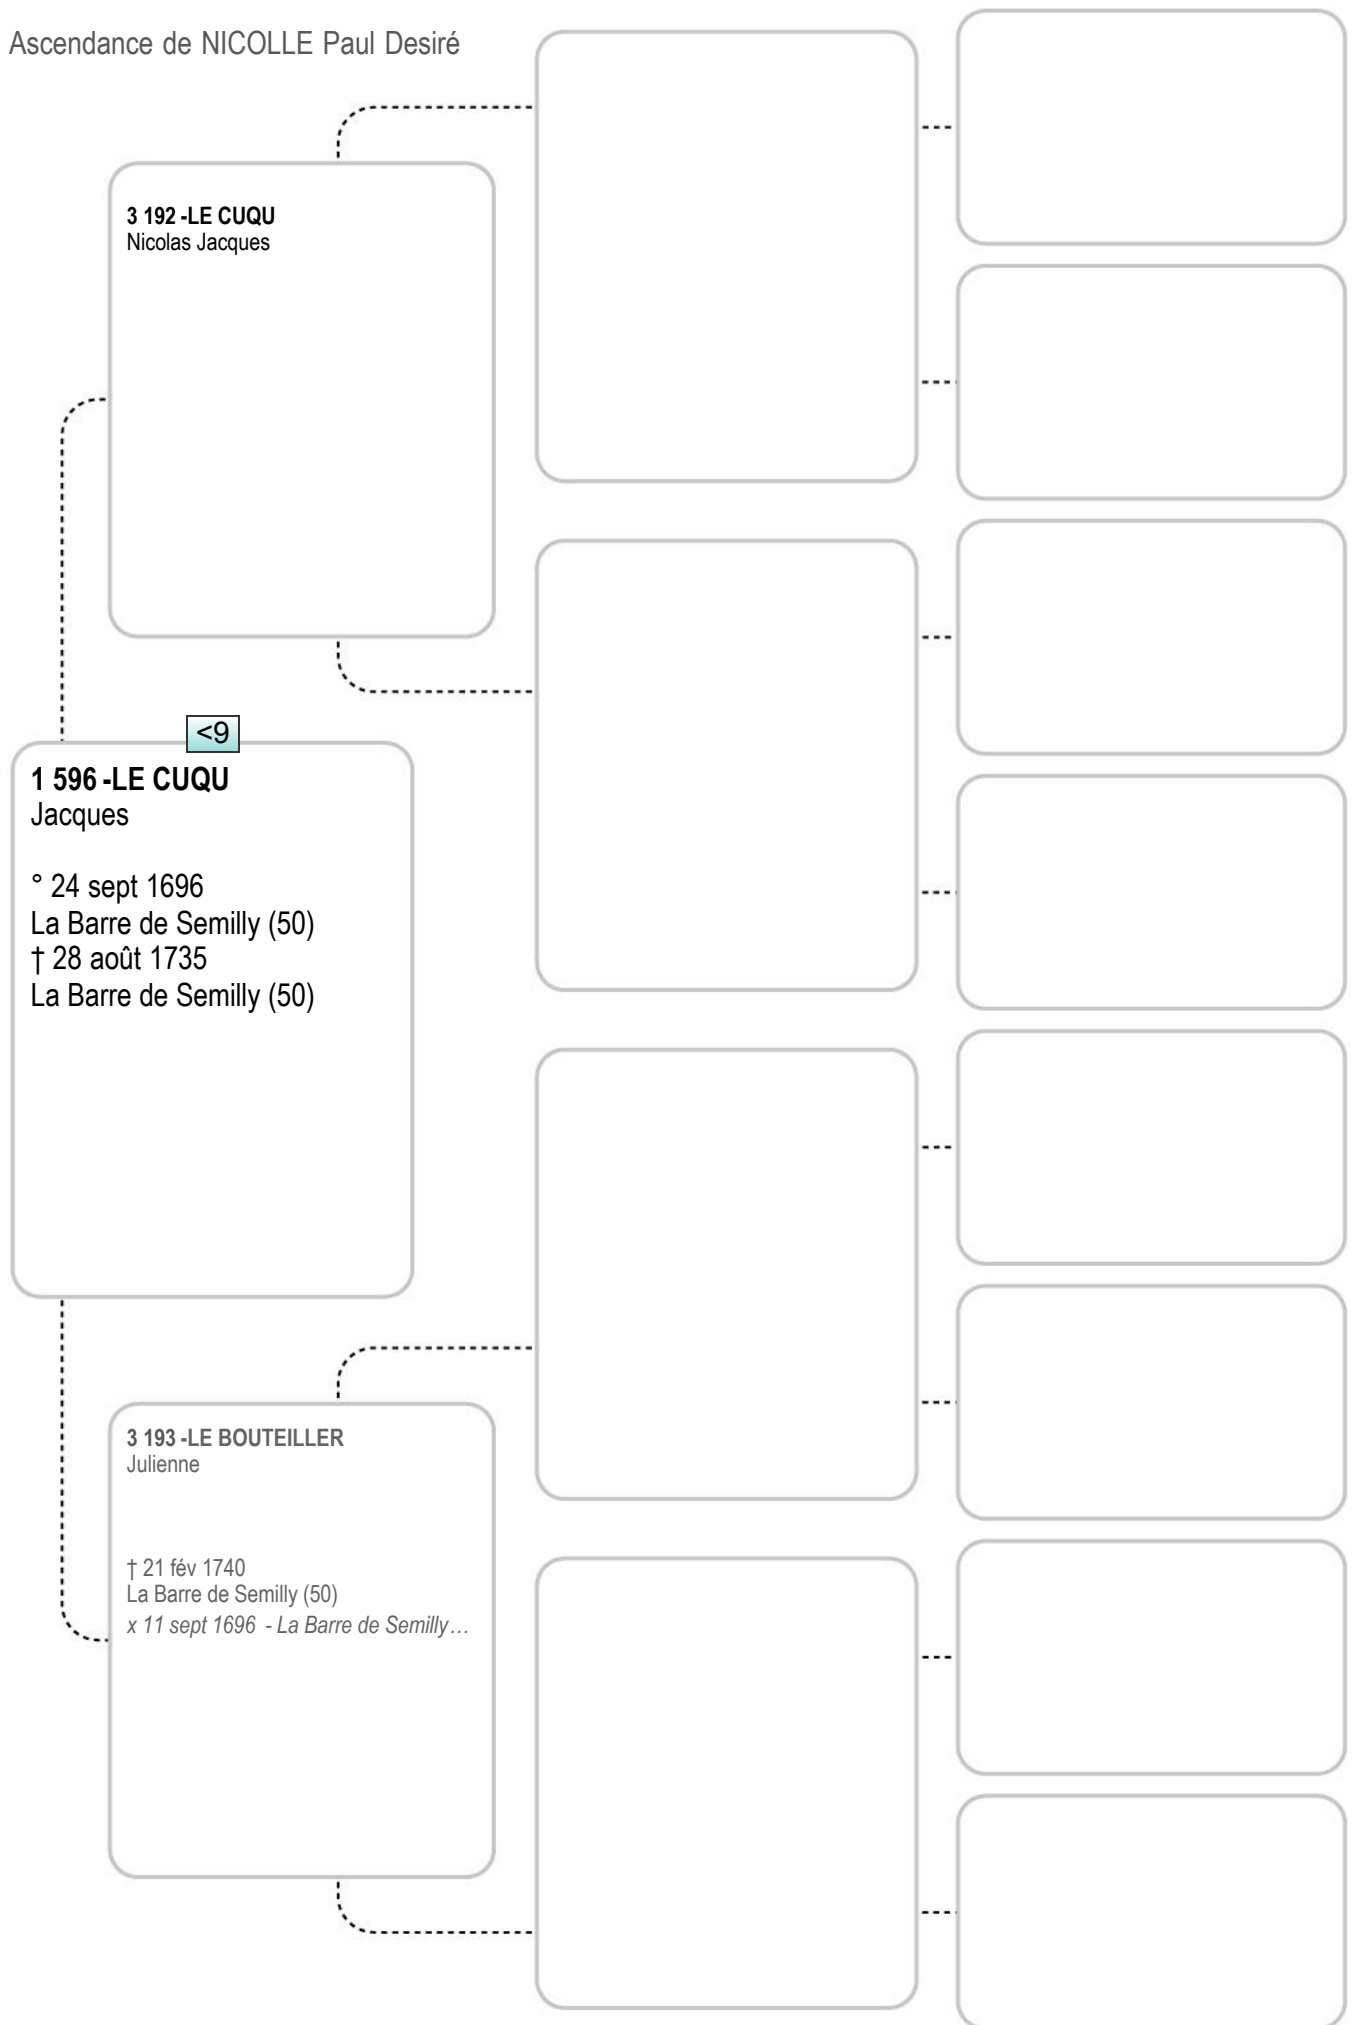 Ascendance de NICOLLE Paul Desiré
3 192 -LE CUQU
Nicolas Jacques
<9
1 596 -LE CUQU
Jacques
° 24 sept 1696
La Barre de Semilly (50)
† 28 août 1735
La Barre de Semilly (50)
3 193 -LE BOUTEILLER
Julienne
† 21 fév 1740
La Barre de Semilly (50)
x 11 sept 1696 - La Barre de Semilly…